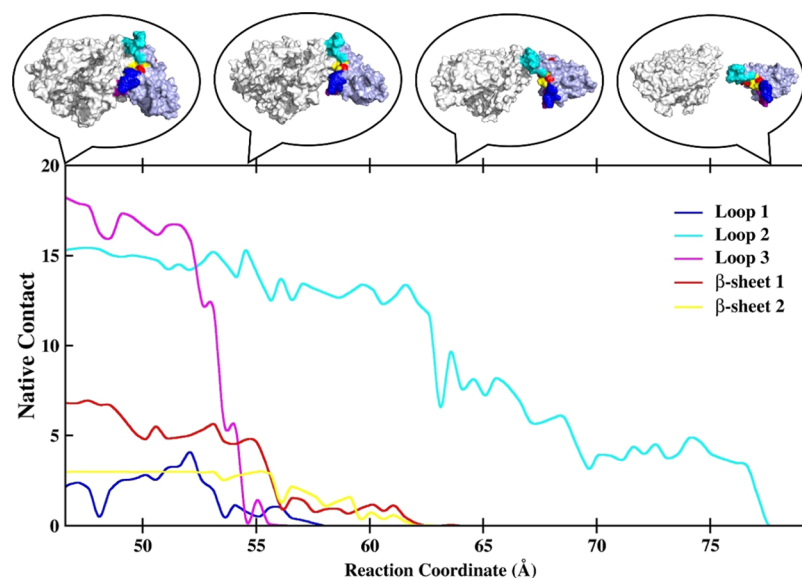 20
15
10
5
0
Native Contact
Loop 1
Loop 2
Loop 3
β-sheet 1
β-sheet 2
50 55 60 65 70 75
Reaction Coordinate (Å)